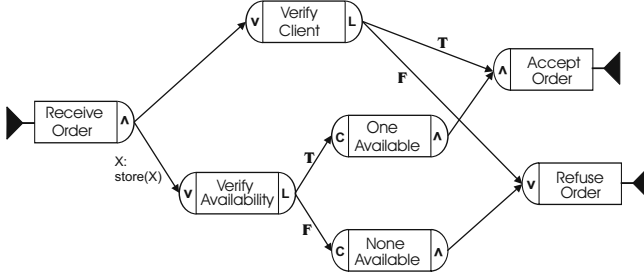 v
Verify
Client
L
T
F
ʌ
Accept
Order
Receive
Order
ʌ
X:
store(X)
C
One
Available
ʌ
T
v
Verify
Availability
L
F
v
Refuse
Order
C
None
Available
ʌ